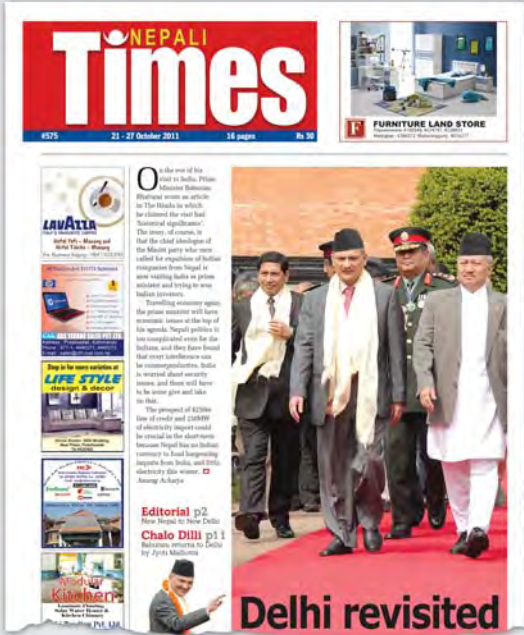 NEPALI
Times
#575 21 - 27 October 2011 16 pages Rs 30
FURNITURE LAND STORE
LAVAZZA
On the eve of his
visit to India, Prime
Minister Baburam
Bhattarai wrote an article
in The Hindu in which
he claimed the visit had
'historical significance'.
The irony, of course, is
that the chief ideologue of
the Maoist party who once
called for expulsion of Indian
companies from Nepal is
now visiting India as prime
minister and trying to woo
Indian investors.
Travelling economy again,
the prime minister will have
economic issues at the top of
his agenda. Nepali politics is
too complicated even for the
Indians, and they have found
that overt interference can
be counterproductive. India
is worried about security
issues, and there will have
to be some give and take
on that.
The prospect of
line of credit and
of electricity import could
be crucial in the short-term
because Nepal has no Indian
currency to fund burgeoning
imports from India, and little
electricity this winter.
Anurag Acharya
Shop in for more varieties at
LIFE STYLE
design & decor
Modular
Kitchen
Editorial p2
New Nepal to New Delhi
Chalo Dilli p11
Baburam returns to Delhi
by Jyoti Malhotra
Delhi revisited